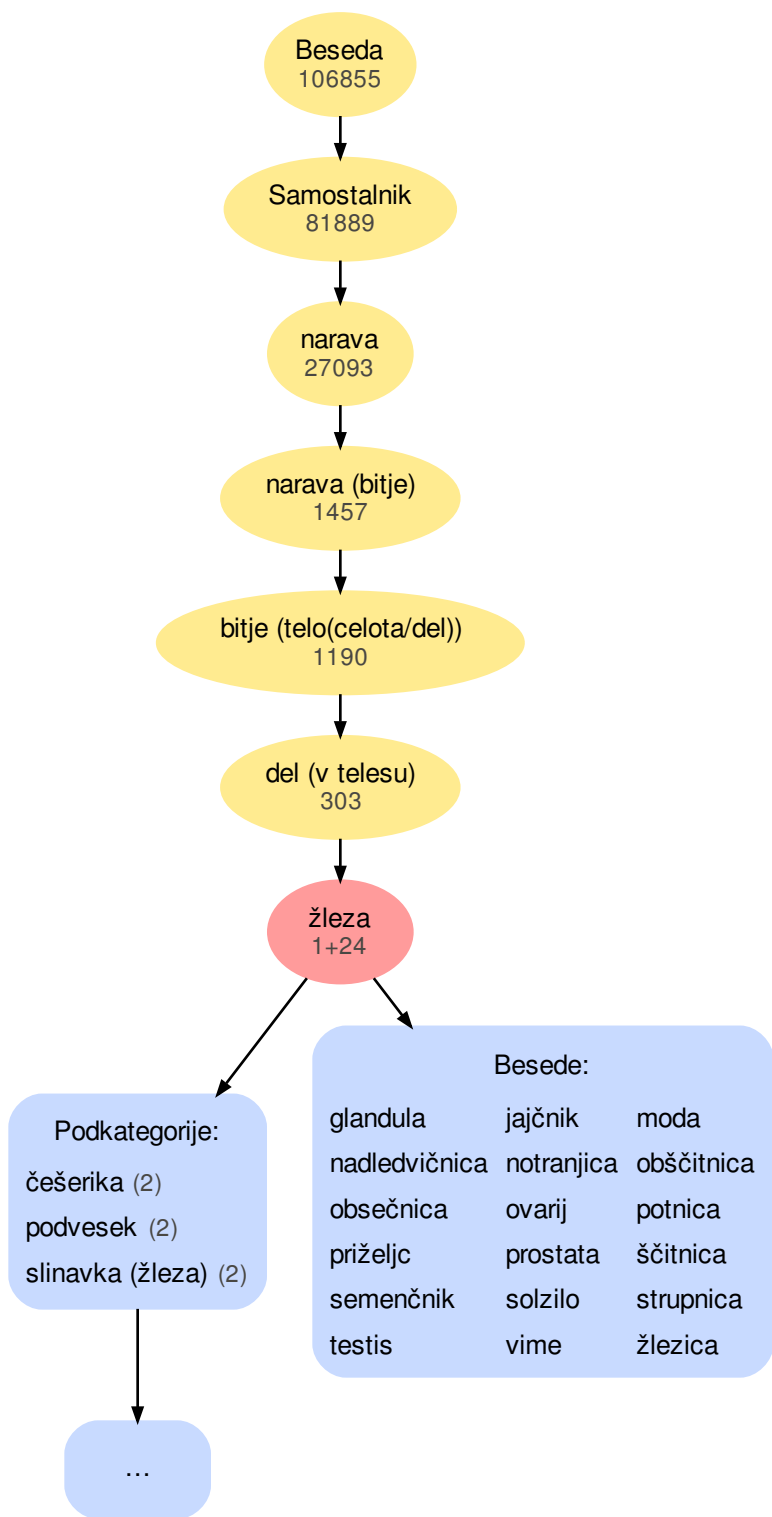 Beseda
106855
Samostalnik
81889
narava
27093
narava (bitje)
1457
bitje (telo(celota/del))
1190
del (v telesu)
303
žleza
1+24
Podkategorije:
češerika (2)
podvesek (2)
slinavka (žleza) (2)
...
Besede:
glandula jajčnik moda
nadledvičnica notranjica obščitnica
obsečnica ovarij potnica
priželjc prostata ščitnica
semenčnik solzilo strupnica
testis vime žlezica